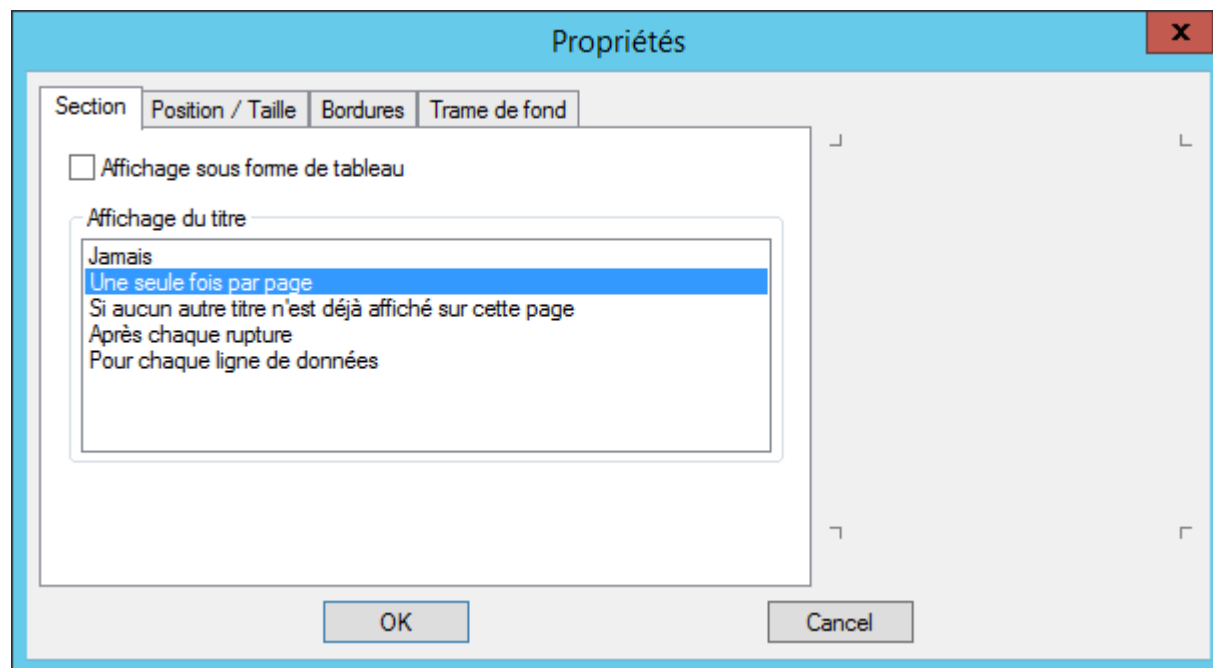 Propriétés
x
Section
Position / Taille
Bordures
Trame de fond
Affichage sous forme de tableau
Affichage du titre
Jamais
Une seule fois par page
Si aucun autre titre n'est déjà affiché sur cette page
Après chaque rupture
Pour chaque ligne de données
OK
Cancel